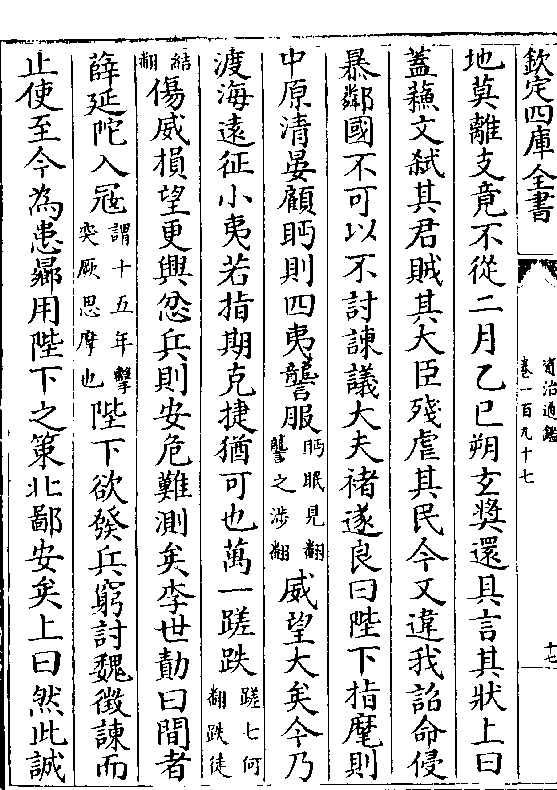 欽定四庫全書
資治通鑑
卷一百九十七
十七
地莫離支竟不從二月乙巳朔玄奬還具言其狀上曰
蓋蘇文弑其君賊其大臣殘虐其民今又違我詔命侵
暴鄰國不可以不討諫議大夫褚遂良曰陛下指麾則
中原清晏顧眄則四夷讋服眄眠見翻讋之涉翻威望大矣今乃
渡海遠征小夷若指期克捷猶可也萬一蹉跌蹉七何翻跌徒
結翻傷威損望更興忿兵則安危難測矣李世勣曰間者
薛延陀入冦謂十五年擊突厥思摩也陛下欲發兵窮討魏徵諫而
止使至今為患曏用陛下之策北鄙安矣上曰然此誠